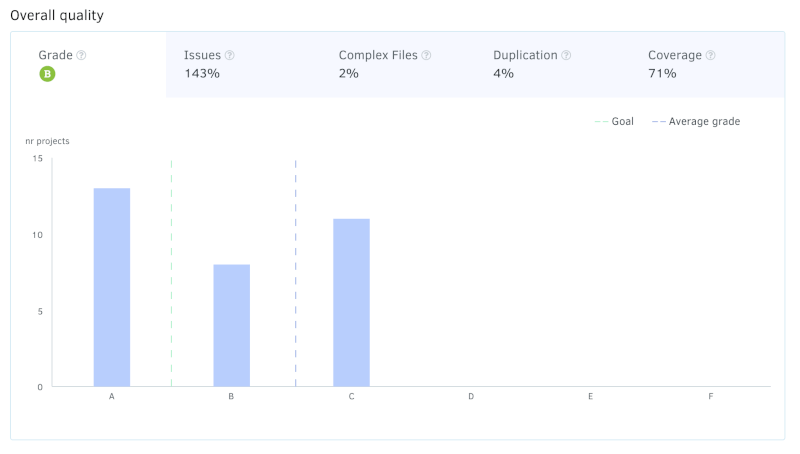 Overall quality
Grade ? Issues ? Complex Files ? Duplication ? Coverage ?
B 143% 2% 4% 71%
Goal Average grade
nr projects
15
10
5
0
A B C D E F